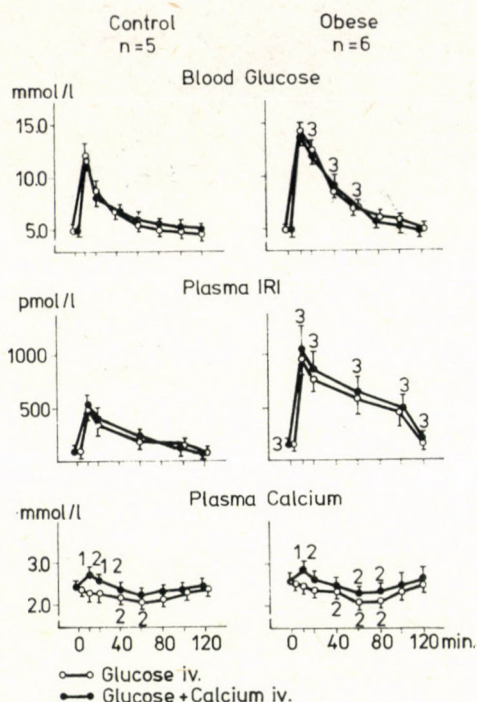 Control Obese
n=5 n=6
Blood Glucose
mmol/l
15.0
10.0
5.0
3 3 3
Plasma IRI
pmol/l
1000
500
3 3 3 3 3 3
Plasma Calcium
mmol/l
3.0
2.0
1 2 1 2 2 2
1 2 2 2 2 2 2
0 40 80 120 0 40 80 120 min.
Glucose iv.
Glucose + Calcium iv.